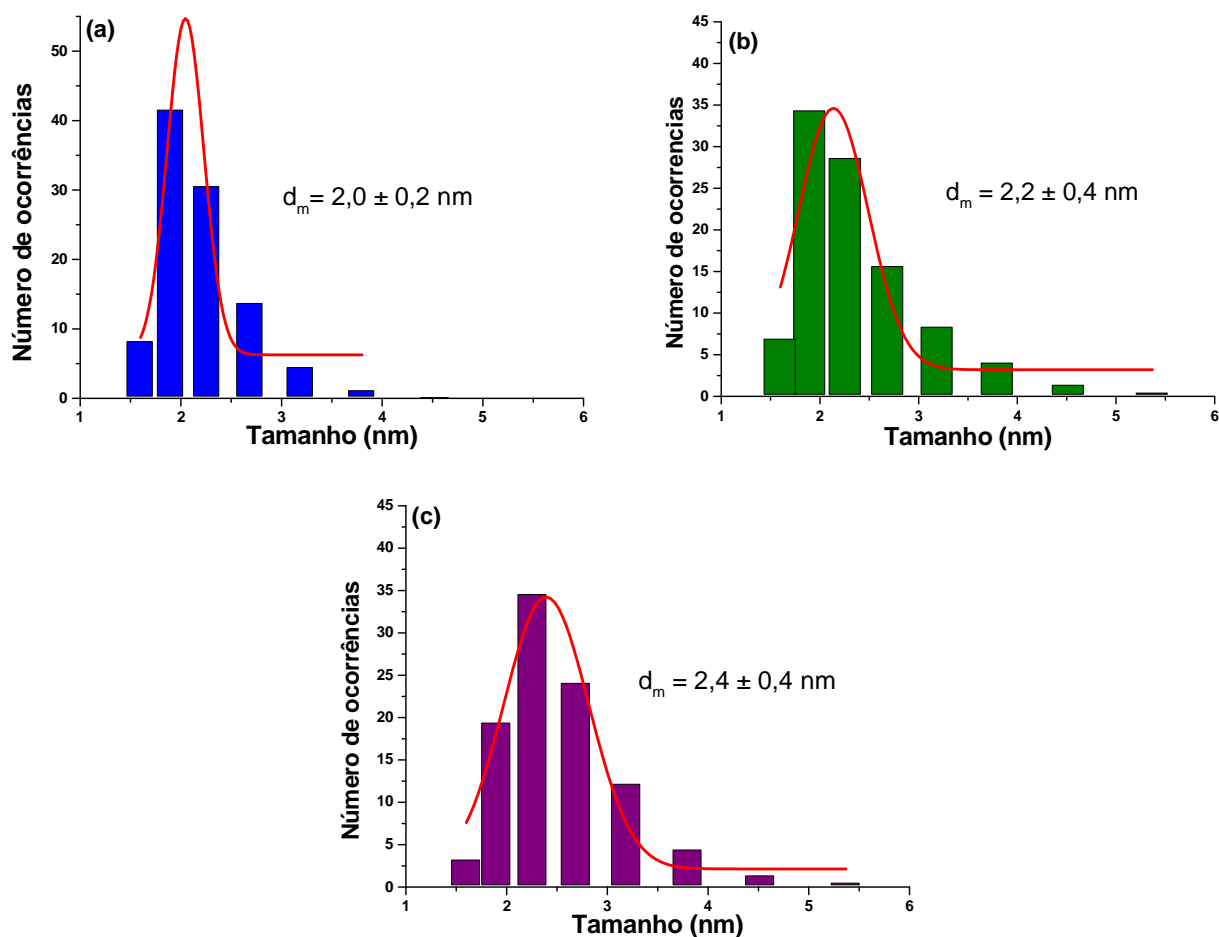 (a)
Número de ocorrências
50
40
30
20
10
0
1 2 3 4 5 6
Tamanho (nm)
dm= 2,0 ± 0,2 nm
(b)
Número de ocorrencias
45
40
35
30
25
20
15
10
5
0
1 2 3 4 5 6
Tamanho (nm)
dm= 2,2 ± 0,4 nm
(c)
Número de ocorrências
45
40
35
30
25
20
15
10
5
0
1 2 3 4 5 6
Tamanho (nm)
dm = 2,4 ± 0,4 nm